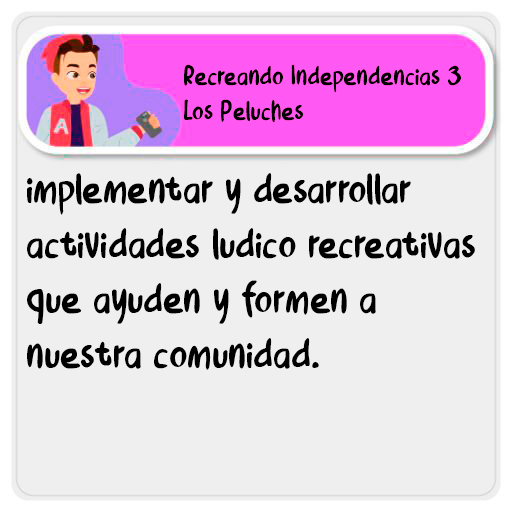 Recreando Independencias 3
Los Peluches
A
implementar y desarrollar
actividades ludico recreativas
que ayuden y formen a
nuestra comunidad.